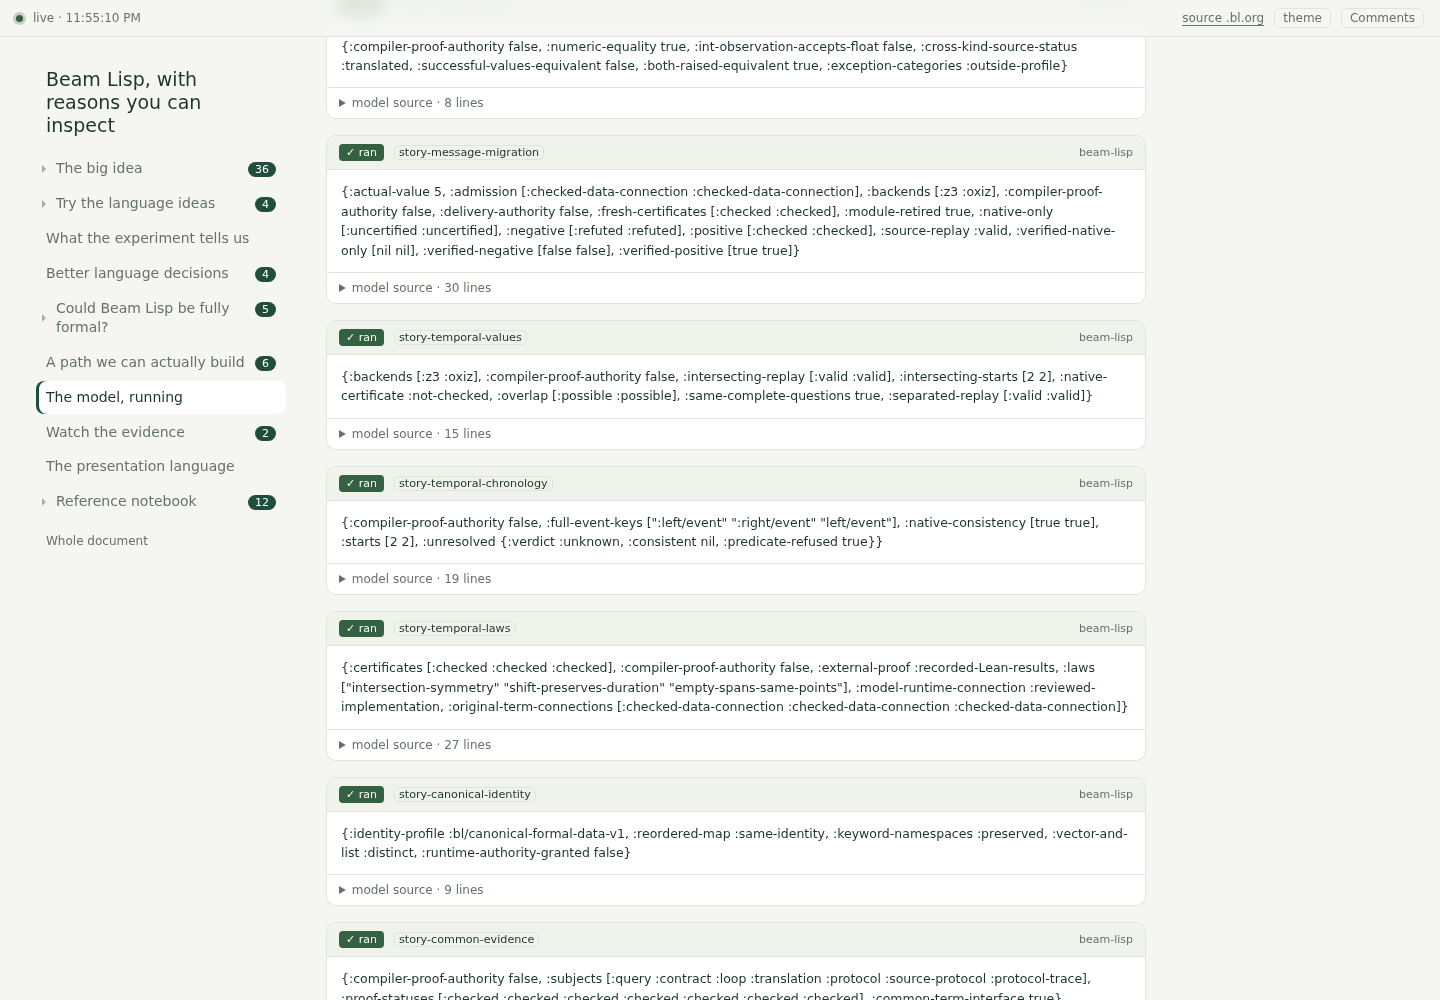 live · 11:55:10 PM
source .bl.org
theme
Comments
Beam Lisp, with
reasons you can
inspect
The big idea 36
Try the language ideas 4
What the experiment tells us
Better language decisions 4
Could Beam Lisp be fully 5
formal?
A path we can actually build 6
The model, running
Watch the evidence 2
The presentation language
Reference notebook 12
Whole document
{:compiler-proof-authority false, :numeric-equality true, :int-observation-accepts-float false, :cross-kind-source-status
:translated, :successful-values-equivalent false, :both-raised-equivalent true, :exception-categories :outside-profile}
▶ model source · 8 lines
✓ ran story-message-migration beam-lisp
{:actual-value 5, :admission [:checked-data-connection :checked-data-connection], :backends [:z3 :oxiz], :compiler-proof-
authority false, :delivery-authority false, :fresh-certificates [:checked :checked], :module-retired true, :native-only
[:uncertified :uncertified], :negative [:refuted :refuted], :positive [:checked :checked], :source-replay :valid, :verified-native-
only [nil nil], :verified-negative [false false], :verified-positive [true true]}
▶ model source · 30 lines
✓ ran story-temporal-values beam-lisp
{:backends [:z3 :oxiz], :compiler-proof-authority false, :intersecting-replay [:valid :valid], :intersecting-starts [2 2], :native-
certificate :not-checked, :overlap [:possible :possible], :same-complete-questions true, :separated-replay [:valid :valid]}
▶ model source · 15 lines
✓ ran story-temporal-chronology beam-lisp
{:compiler-proof-authority false, :full-event-keys [":left/event" ":right/event" "left/event"], :native-consistency [true true],
:starts [2 2], :unresolved {:verdict :unknown, :consistent nil, :predicate-refused true}}
▶ model source · 19 lines
✓ ran story-temporal-laws beam-lisp
{:certificates [:checked :checked :checked], :compiler-proof-authority false, :external-proof :recorded-Lean-results, :laws
["intersection-symmetry" "shift-preserves-duration" "empty-spans-same-points"], :model-runtime-connection :reviewed-
implementation, :original-term-connections [:checked-data-connection :checked-data-connection :checked-data-connection]}
▶ model source · 27 lines
✓ ran story-canonical-identity beam-lisp
{:identity-profile :bl/canonical-formal-data-v1, :reordered-map :same-identity, :keyword-namespaces :preserved, :vector-and-
list :distinct, :runtime-authority-granted false}
▶ model source · 9 lines
✓ ran story-common-evidence beam-lisp
{:compiler-proof-authority false, :subjects [:query :contract :loop :translation :protocol :source-protocol :protocol-trace],
:proof-statuses [:checked :checked :checked :checked :checked :checked :checked], :common-term-interface true}